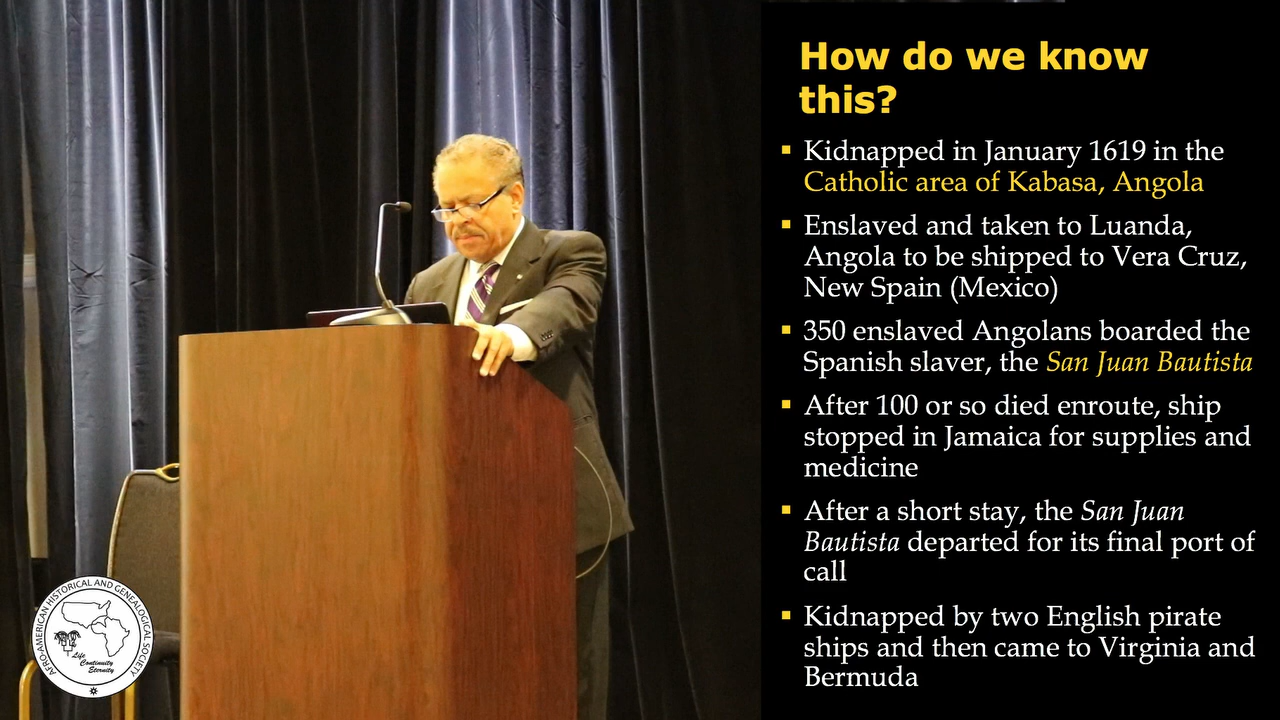 How do we know
this?
▪ Kidnapped in January 1619 in the
Catholic area of Kabasa, Angola
▪ Enslaved and taken to Luanda,
Angola to be shipped to Vera Cruz,
New Spain (Mexico)
▪ 350 enslaved Angolans boarded the
Spanish slaver, the San Juan Bautista
▪ After 100 or so died enroute, ship
stopped in Jamaica for supplies and
medicine
▪ After a short stay, the San Juan
Bautista departed for its final port of
call
▪ Kidnapped by two English pirate
ships and then came to Virginia and
Bermuda
AFRO-AMERICAN HISTORICAL AND GENEALOGICAL SOCIETY
Life
Continuity
Eternity